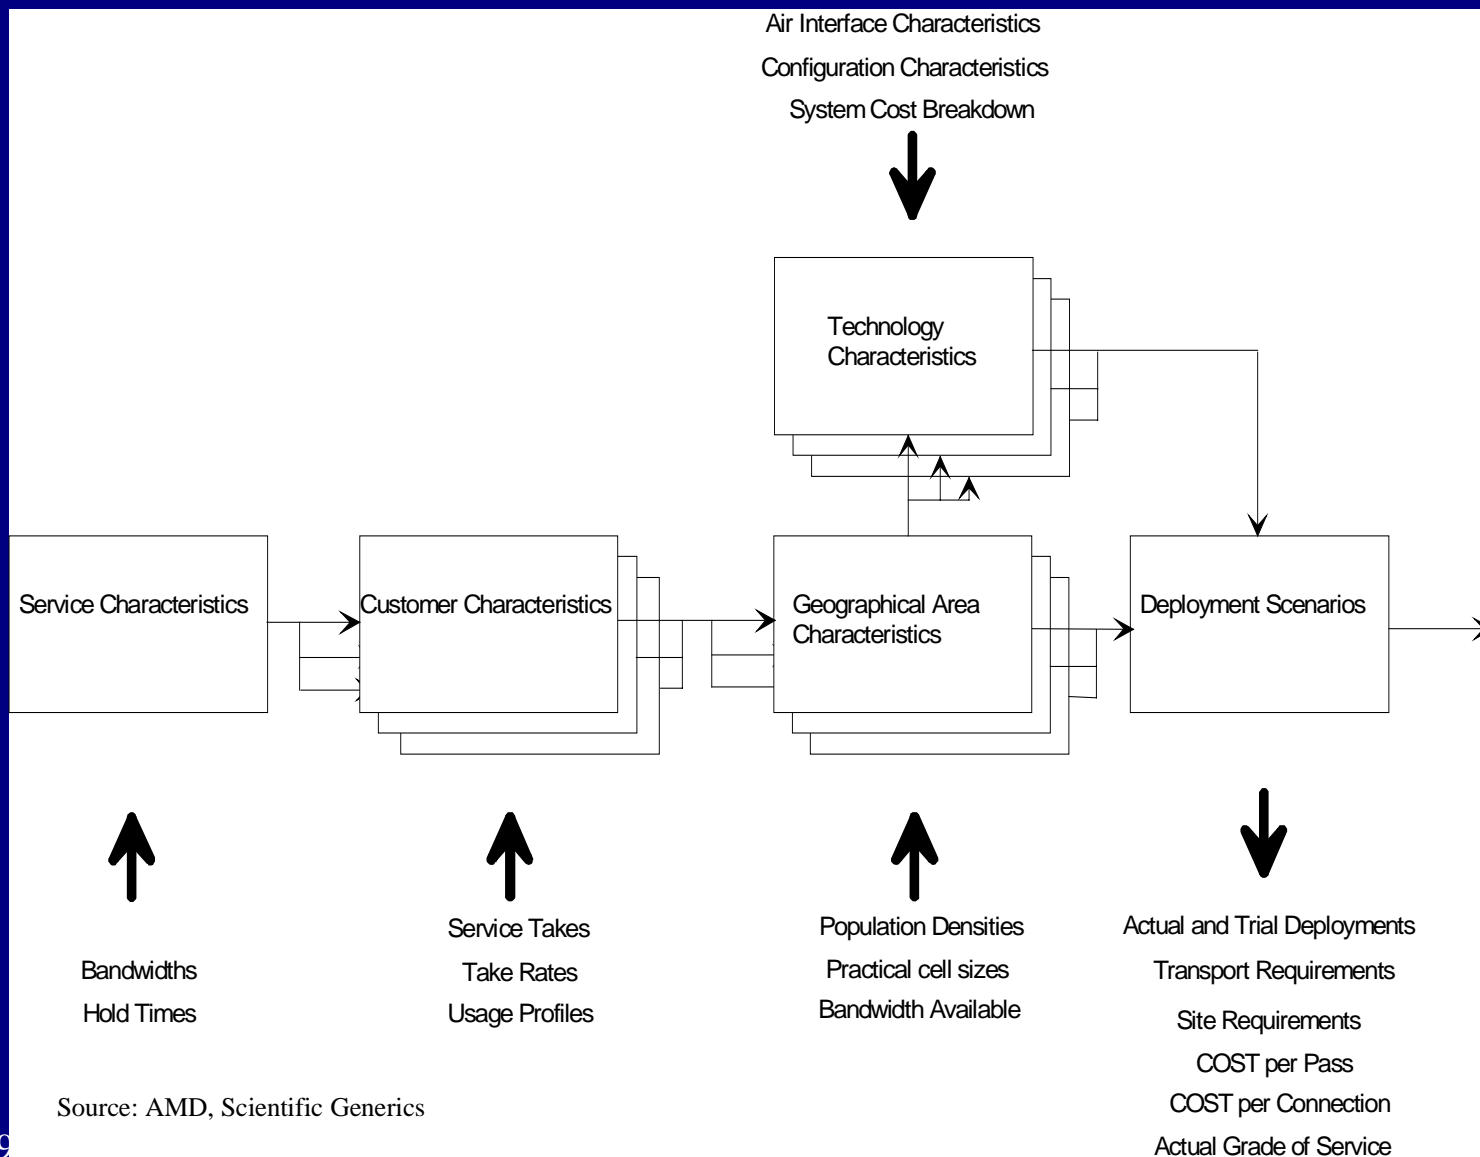 Air Interface Characteristics
Configuration Characteristics
System Cost Breakdown
Technology
Characteristics
Service Characteristics
Customer Characteristics
Geographical Area
Characteristics
Deployment Scenarios
Bandwidths
Hold Times
Service Takes
Take Rates
Usage Profiles
Population Densities
Practical cell sizes
Bandwidth Available
Actual and Trial Deployments
Transport Requirements
Site Requirements
COST per Pass
COST per Connection
Actual Grade of Service
Source: AMD, Scientific Generics
9